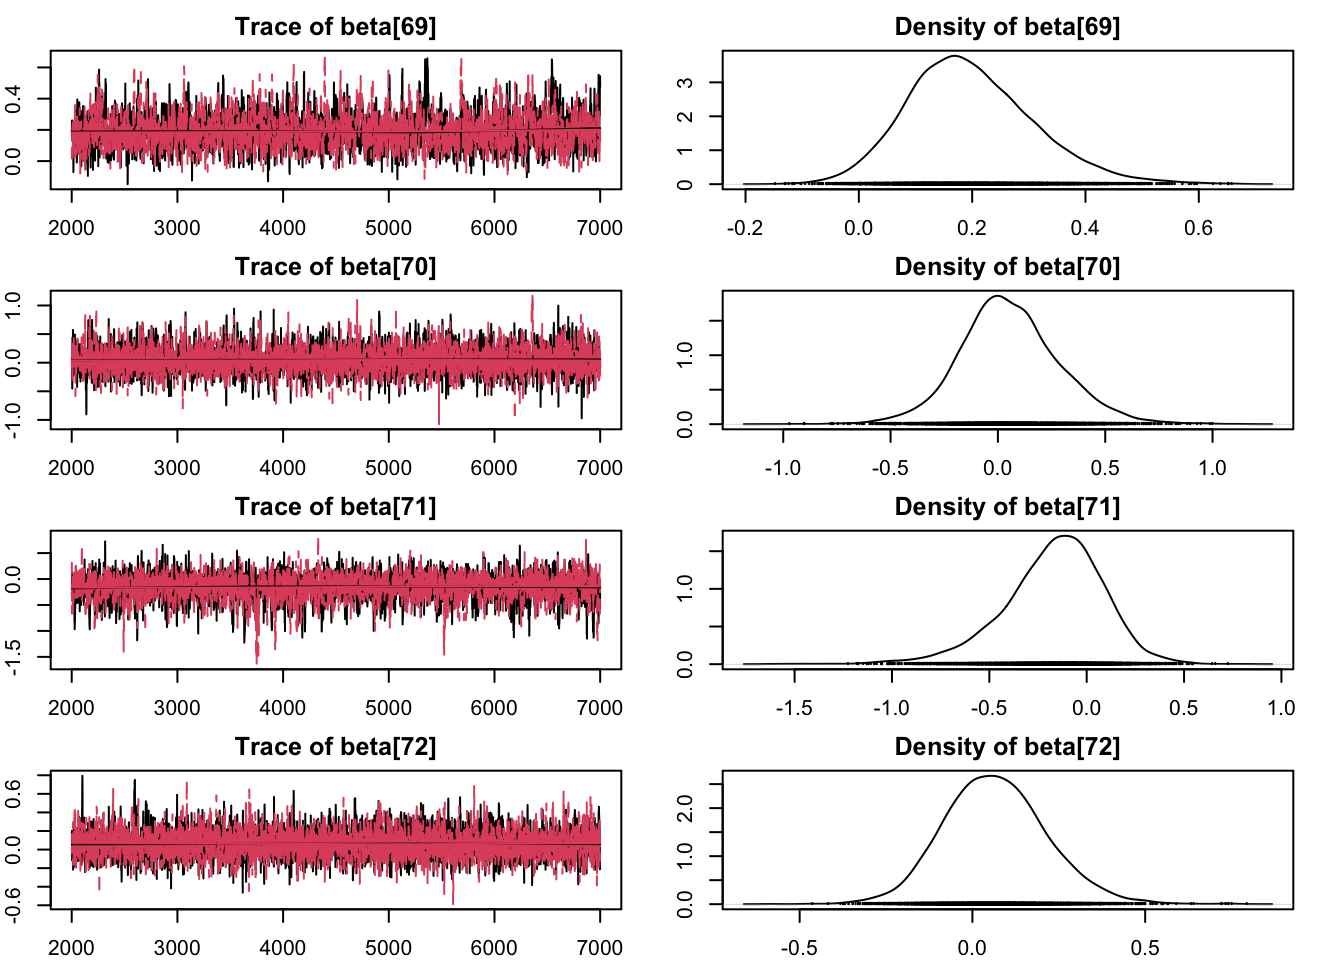 Trace of beta[69]
0.0 0.4
2000 3000 4000 5000 6000 7000
Density of beta[69]
0 1 2 3
-0.2 0.0 0.2 0.4 0.6
Trace of beta[70]
-1.0 0.0 1.0
2000 3000 4000 5000 6000 7000
Density of beta[70]
0.0 1.0
-1.0 -0.5 0.0 0.5 1.0
Trace of beta[71]
-1.5 0.0
2000 3000 4000 5000 6000 7000
Density of beta[71]
0.0 1.0
-1.5 -1.0 -0.5 0.0 0.5 1.0
Trace of beta[72]
-0.6 0.0 0.6
2000 3000 4000 5000 6000 7000
Density of beta[72]
0.0 1.0 2.0
-0.5 0.0 0.5